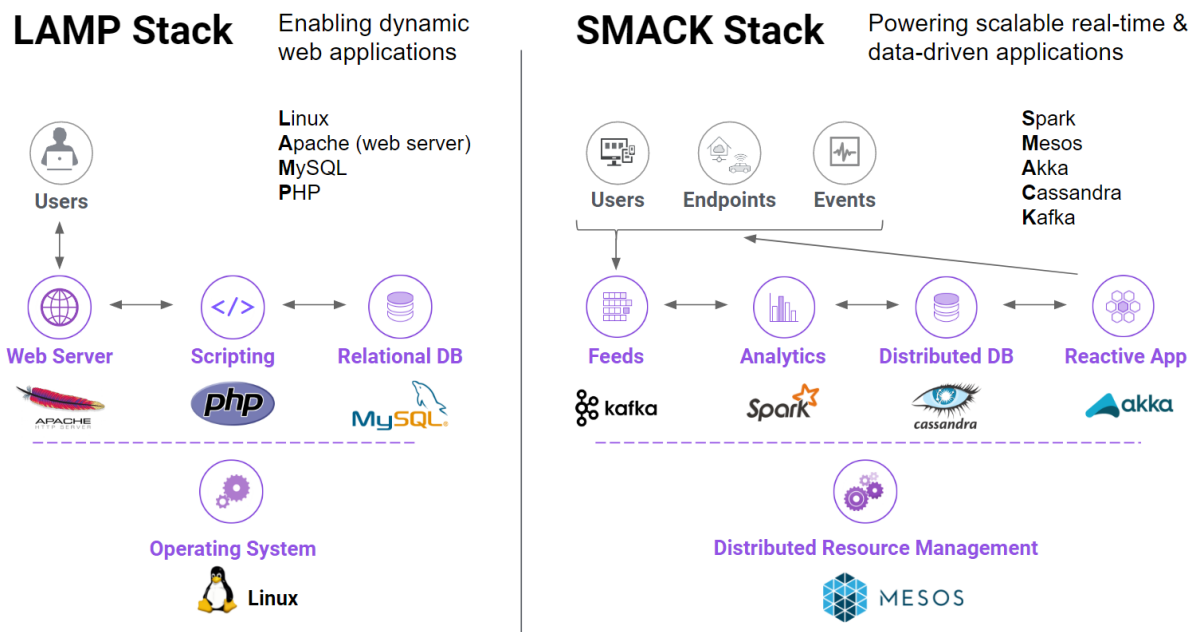 LAMP Stack
Enabling dynamic
web applications
Linux
Apache (web server)
MySQL
PHP
Users
Web Server
Scripting
Relational DB
</>
APACHE
HTTP SERVER
php
MySQL
Operating System
Linux
SMACK Stack
Powering scalable real-time &
data-driven applications
Spark
Mesos
Akka
Cassandra
Kafka
Users
Endpoints
Events
Feeds
Analytics
Distributed DB
Reactive App
kafka
Spark
cassandra
akka
Distributed Resource Management
MESOS